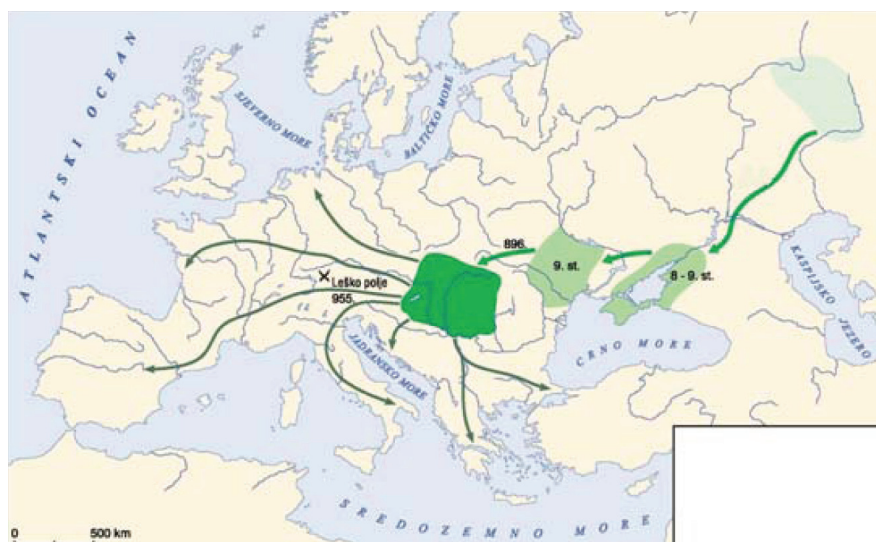 ATLANTSKI OCEAN
SJEVERNO MORE
BALTIČKO MORE
896.
9. st.
8 - 9. st.
KASPIJSKO
JEZERO
Leško polje
955.
JADRANSKO MORE
CRNO MORE
SREDOZEMNO MORE
0 500 km